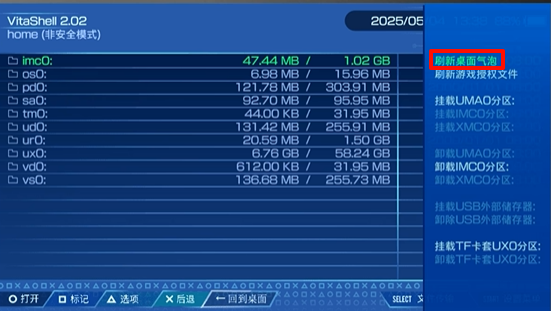 VitaShell 2.02
2025/05
home (非安全模式)
imc0: 47.44 MB / 1.02 GB
os0: 6.98 MB / 15.96 MB
pd0: 121.78 MB / 303.91 MB
sa0: 92.70 MB / 95.95 MB
tm0: 44.00 KB / 31.95 MB
ud0: 131.42 MB / 255.91 MB
ur0: 20.59 MB / 1.50 GB
ux0: 6.76 GB / 58.24 GB
vd0: 612.00 KB / 31.95 MB
vs0: 136.68 MB / 255.73 MB
刷新桌面气泡
刷新游戏授权文件
挂载UMA0分区:
挂载IMC0分区:
挂载XMC0分区:
卸载UMA0分区:
卸载IMC0分区:
卸载XMC0分区:
挂载USB外部储存器:
卸除USB外部储存器:
挂载TF卡套UX0分区:
卸载TF卡套UX0分区:
打开 标记 选项 后退 回到桌面 SELECT